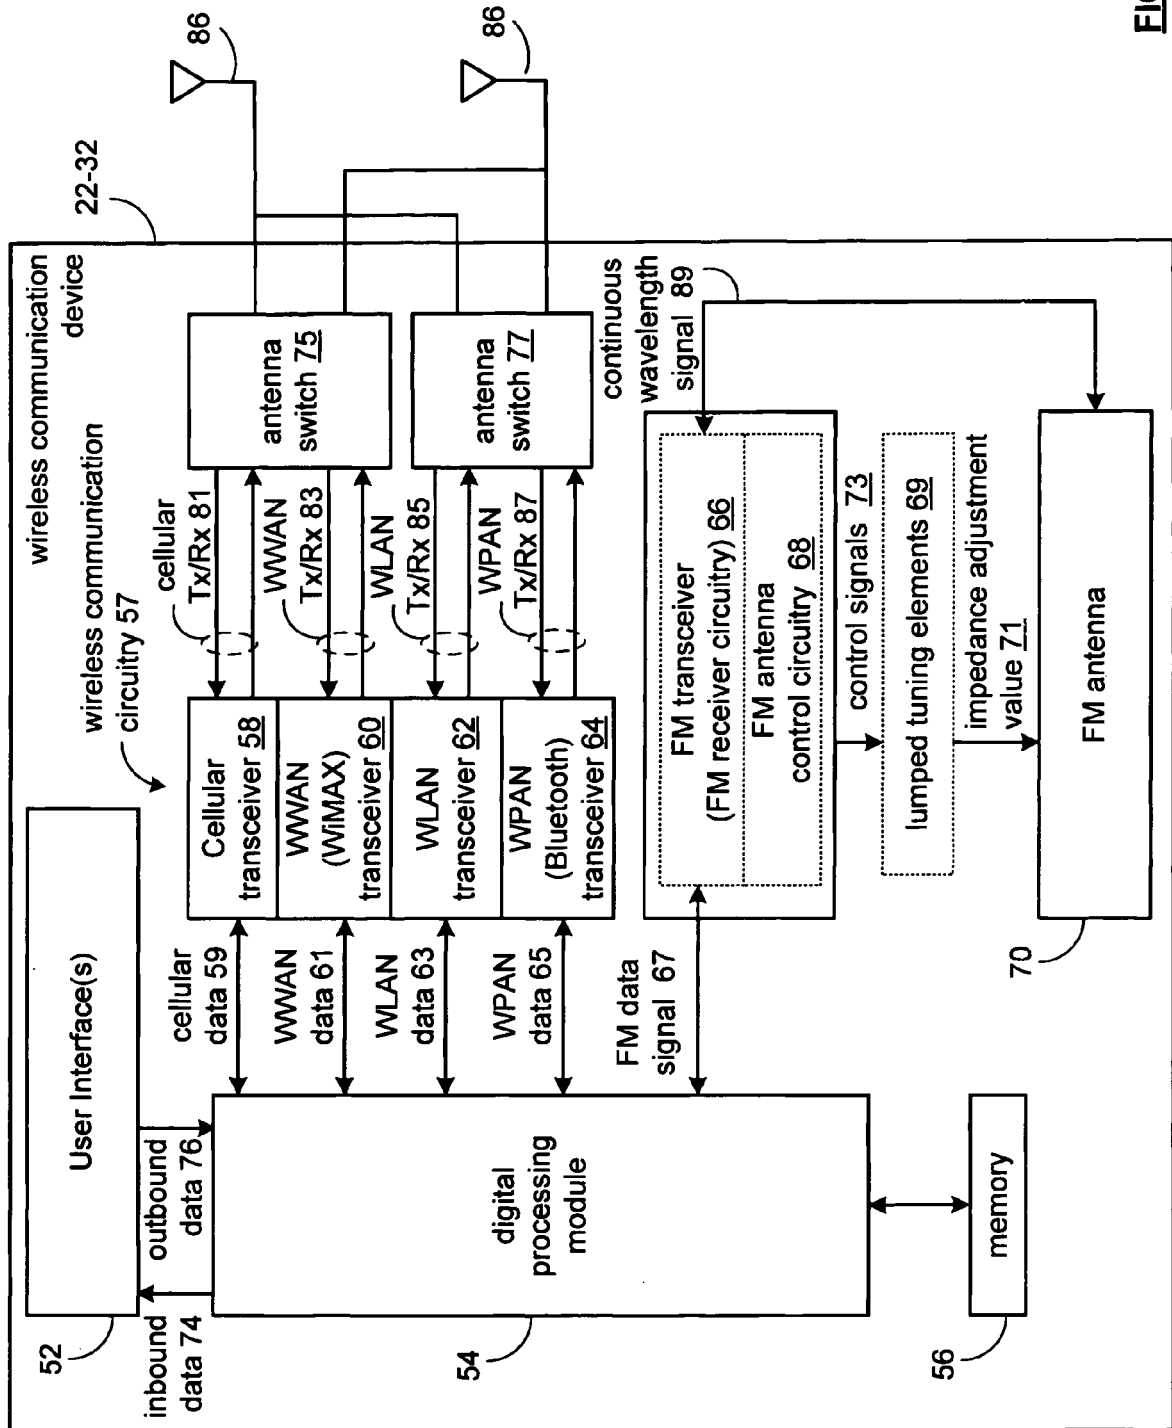 wireless communication
device
22-32
86
86
wireless communication
circuitry 57
User Interface(s)
52
inbound
data 74
outbound
data 76
digital
processing
module
54
memory
56
cellular
data 59
WWAN
data 61
WLAN
data 63
WPAN
data 65
FM data
signal 67
Cellular
transceiver 58
WWAN
(WiMAX)
transceiver 60
WLAN
transceiver 62
WPAN
(Bluetooth)
transceiver 64
cellular
Tx/Rx 81
WWAN
Tx/Rx 83
WLAN
Tx/Rx 85
WPAN
Tx/Rx 87
antenna
switch 75
antenna
switch 77
continuous
wavelength
signal 89
FM transceiver
(FM receiver circuitry) 66
FM antenna
control circuitry 68
control signals 73
lumped tuning elements 69
impedance adjustment
value 71
FM antenna
70